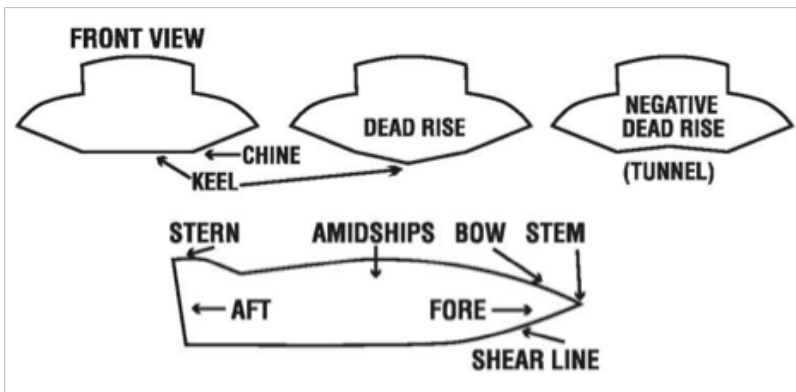 FRONT VIEW
DEAD RISE
NEGATIVE
DEAD RISE
(TUNNEL)
CHINE
KEEL
STERN
AMIDSHIPS
BOW
STEM
AFT
FORE
SHEAR LINE